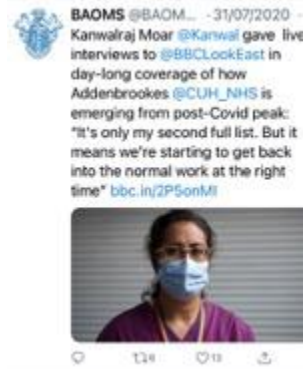 BAOMS @BAOM... · 31/07/2020
Kanwalraj Moar @Kanwal gave live
interviews to @BBCLookEast in
day-long coverage of how
Addenbrookes @CUH_NHS is
emerging from post-Covid peak:
"It's only my second full list. But it
means we're starting to get back
into the normal work at the right
time" bbc.in/2P5onMI
13